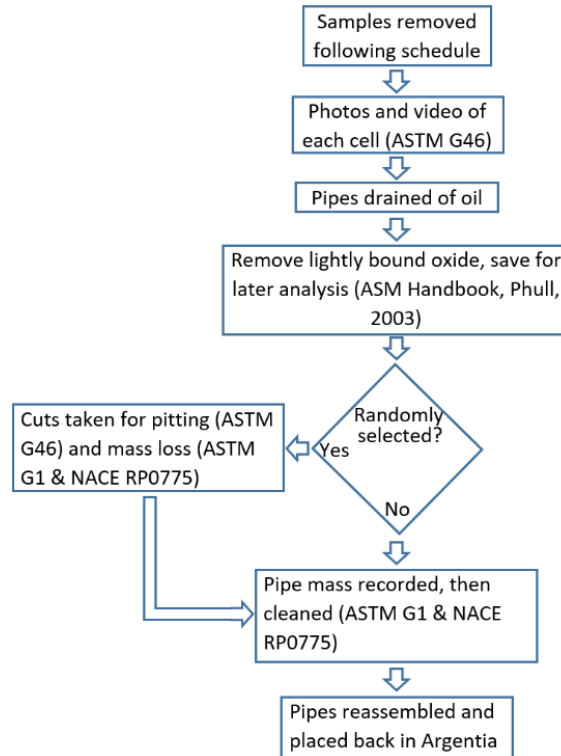 Samples removed
following schedule
Photos and video of
each cell (ASTM G46)
Pipes drained of oil
Remove lightly bound oxide, save for
later analysis (ASM Handbook, Phull,
2003)
Randomly
selected?
Yes
No
Cuts taken for pitting (ASTM
G46) and mass loss (ASTM
G1 & NACE RP0775)
Pipe mass recorded, then
cleaned (ASTM G1 & NACE
RP0775)
Pipes reassembled and
placed back in Argentia